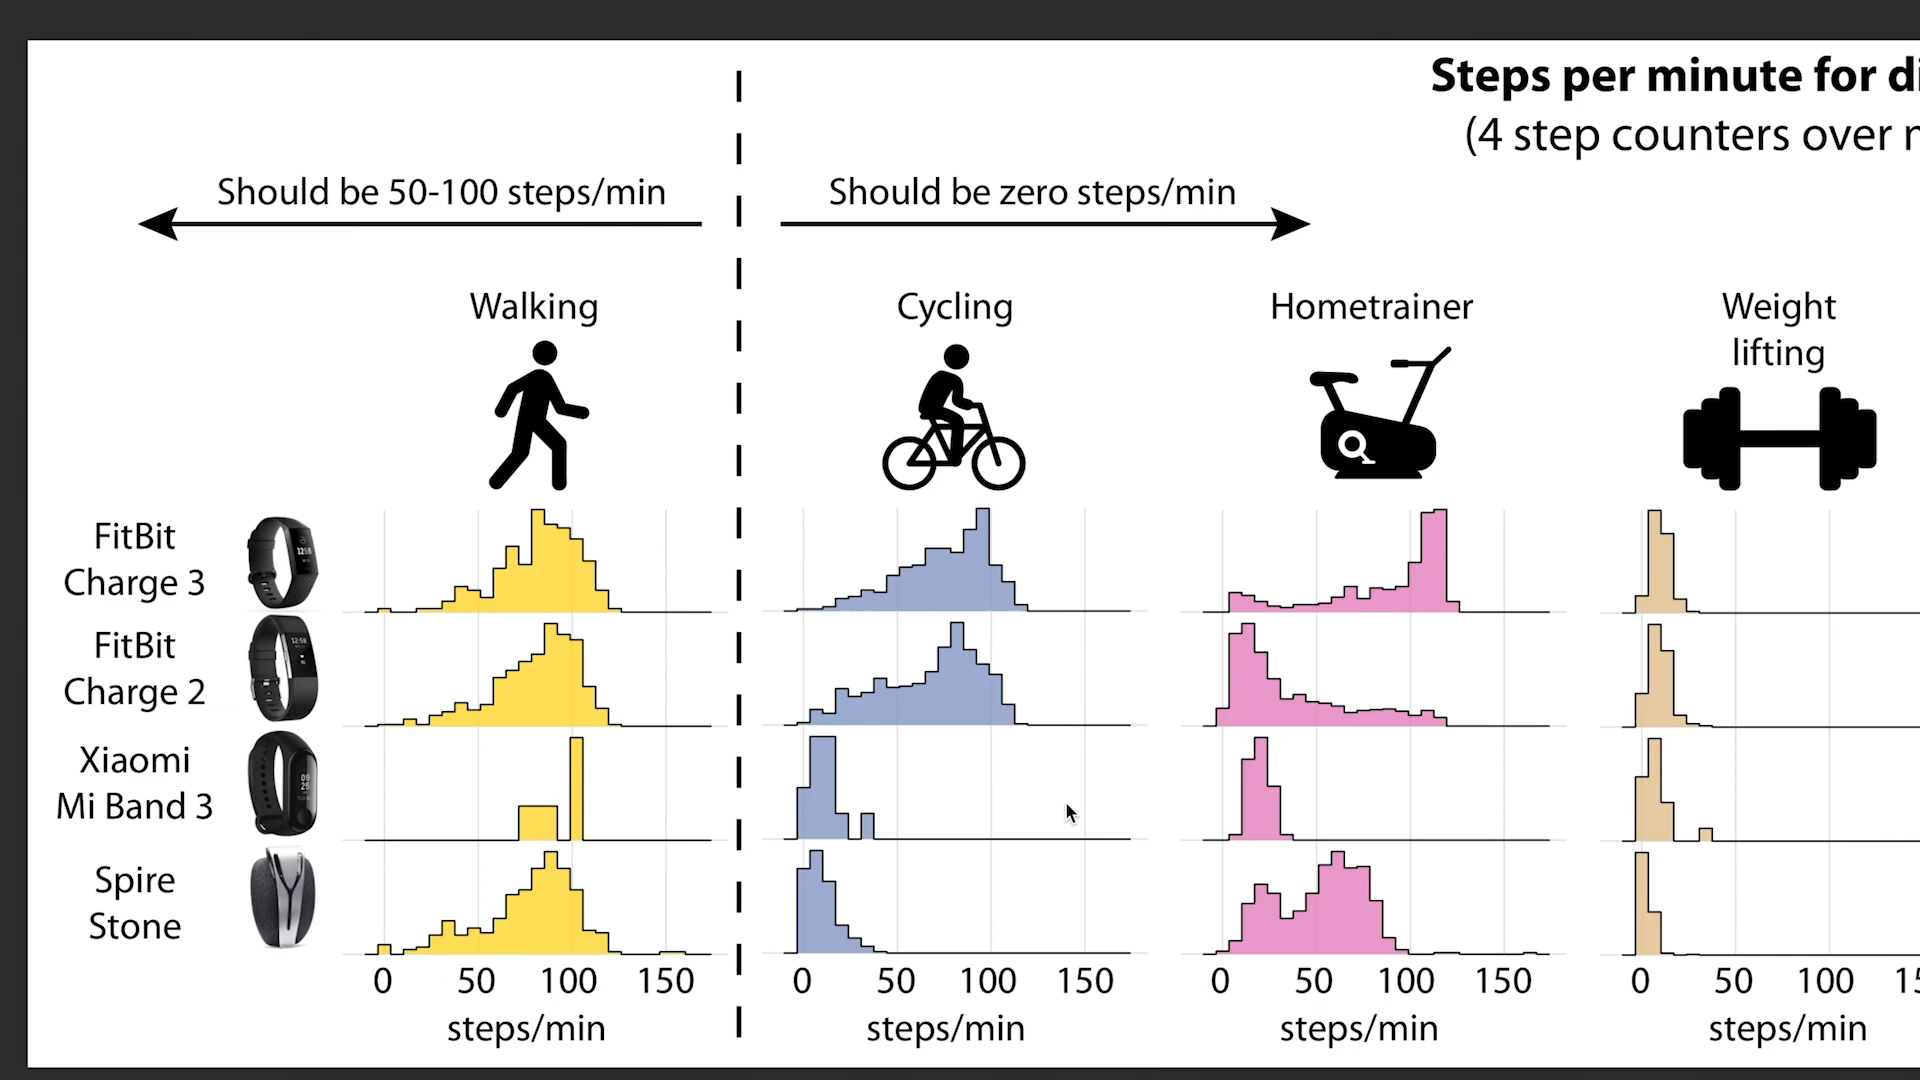 Steps per minute for di
(4 step counters over
Should be 50-100 steps/min
Should be zero steps/min
Walking
Cycling
Hometrainer
Weight
lifting
FitBit
Charge 3
FitBit
Charge 2
Xiaomi
Mi Band 3
Spire
Stone
0 50 100 150
0 50 100 150
0 50 100 150
0 50 100 15
steps/min
steps/min
steps/min
steps/min